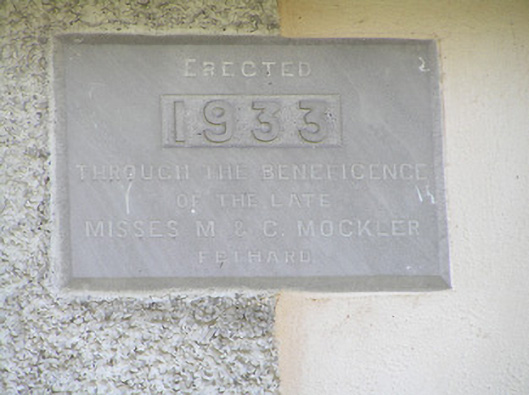 ERECTED
1933
THROUGH THE BENEFICENCE
OF THE LATE
MISSES M. & C. MOCKLER
FETHARD